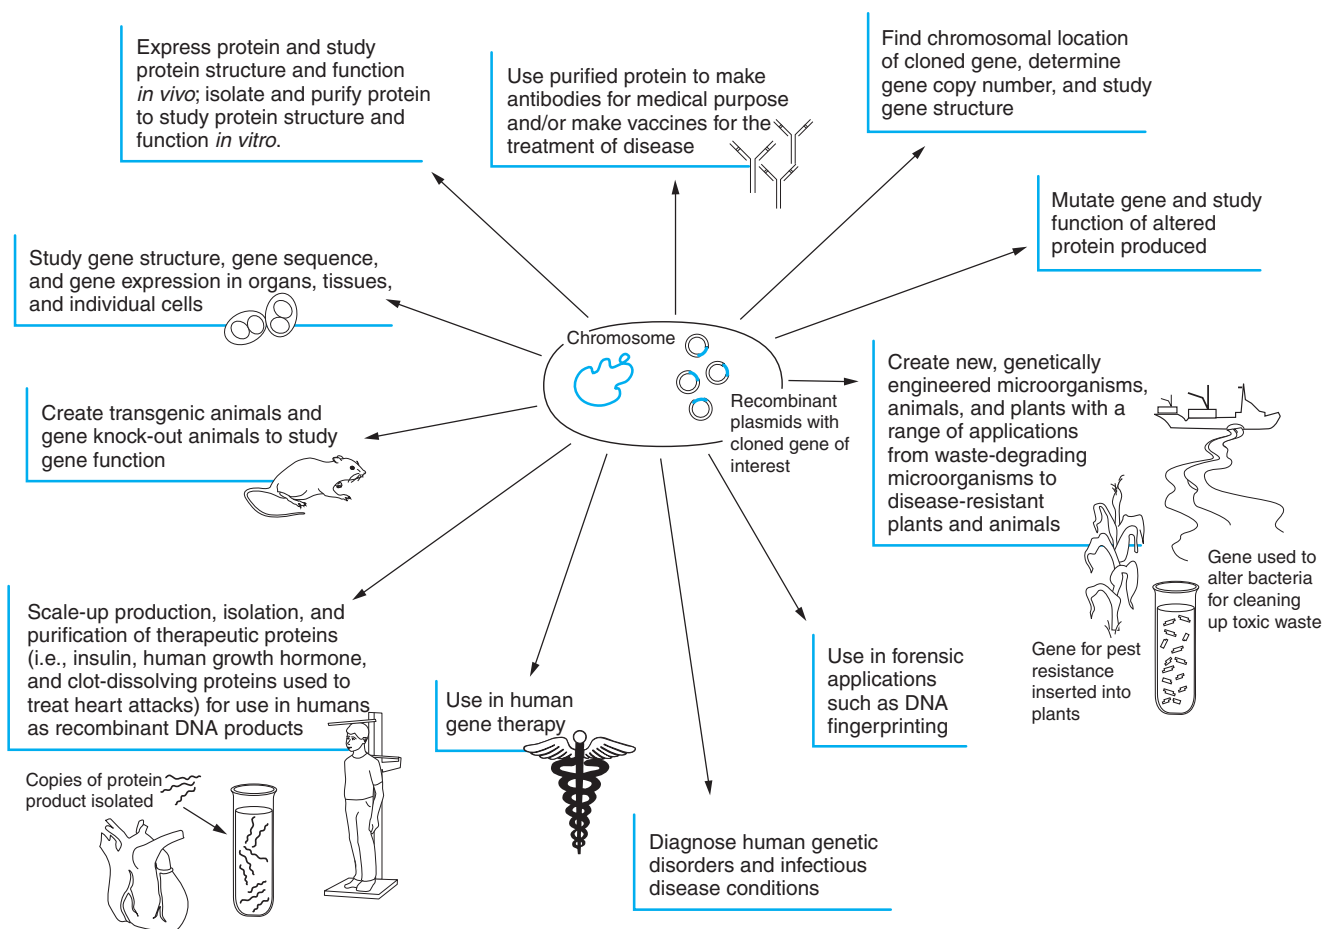 Express protein and study
protein structure and function
in vivo; isolate and purify protein
to study protein structure and
function in vitro.
Use purified protein to make
antibodies for medical purpose
and/or make vaccines for the
treatment of disease
Find chromosomal location
of cloned gene, determine
gene copy number, and study
gene structure
Mutate gene and study
function of altered
protein produced
Study gene structure, gene sequence,
and gene expression in organs, tissues,
and individual cells
Chromosome
Recombinant
plasmids with
cloned gene of
interest
Create new, genetically
engineered microorganisms,
animals, and plants with a
range of applications
from waste-degrading
microorganisms to
disease-resistant
plants and animals
Create transgenic animals and
gene knock-out animals to study
gene function
Gene used to
alter bacteria
for cleaning
up toxic waste
Gene for pest
resistance
inserted into
plants
Scale-up production, isolation, and
purification of therapeutic proteins
(i.e., insulin, human growth hormone,
and clot-dissolving proteins used to
treat heart attacks) for use in humans
as recombinant DNA products
Use in human
gene therapy
Use in forensic
applications
such as DNA
fingerprinting
Copies of protein
product isolated
Diagnose human genetic
disorders and infectious
disease conditions